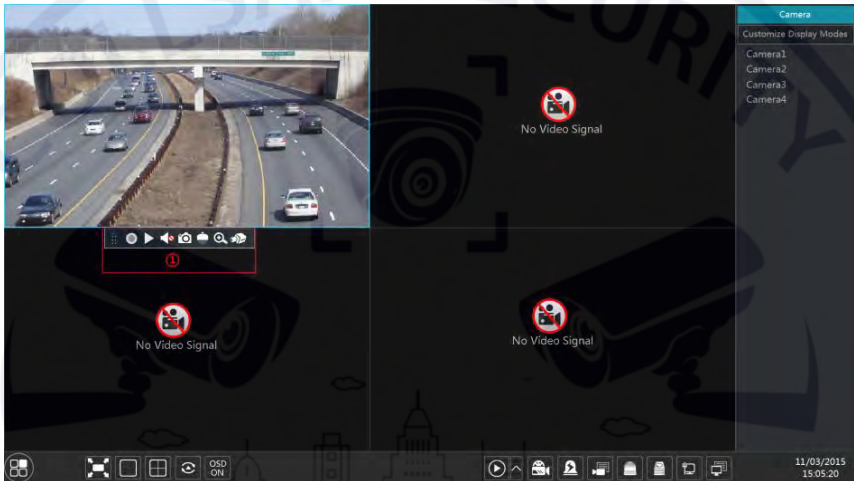 Camera
Customize Display Modes
Camera1
Camera2
Camera3
Camera4
No Video Signal
①
No Video Signal
No Video Signal
OSD
ON
11/03/2015
15:05:20